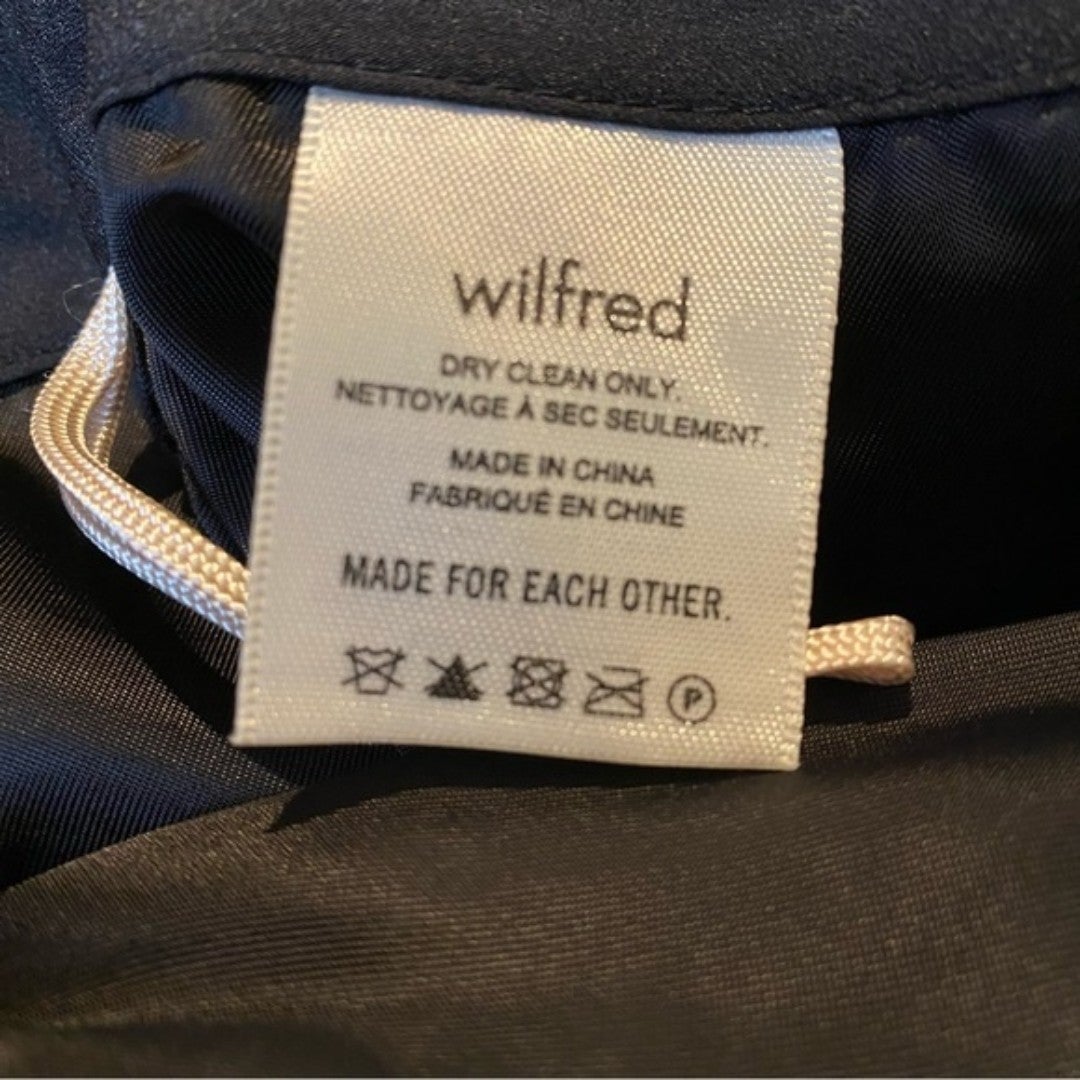 wilfred
DRY CLEAN ONLY.
NETTOYAGE À SEC SEULEMENT.
MADE IN CHINA
FABRIQUÉ EN CHINE
MADE FOR EACH OTHER.
P